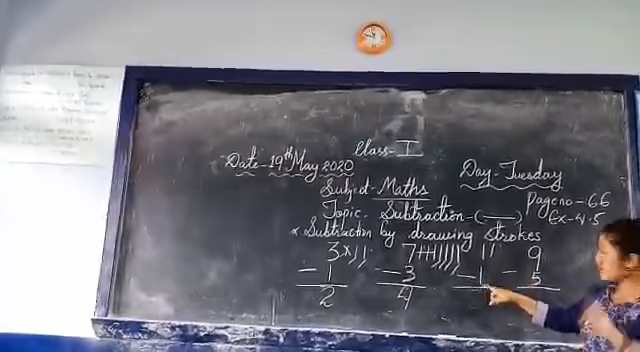 Class-I
Date-19th May 2020
Day-Tuesday
Subject-Maths
Page no-66
Topic-Subtraction-(—)
Ex-4.5
* Subtraction by drawing strokes
3 7 9
-1 -3 -1 -5
2 4